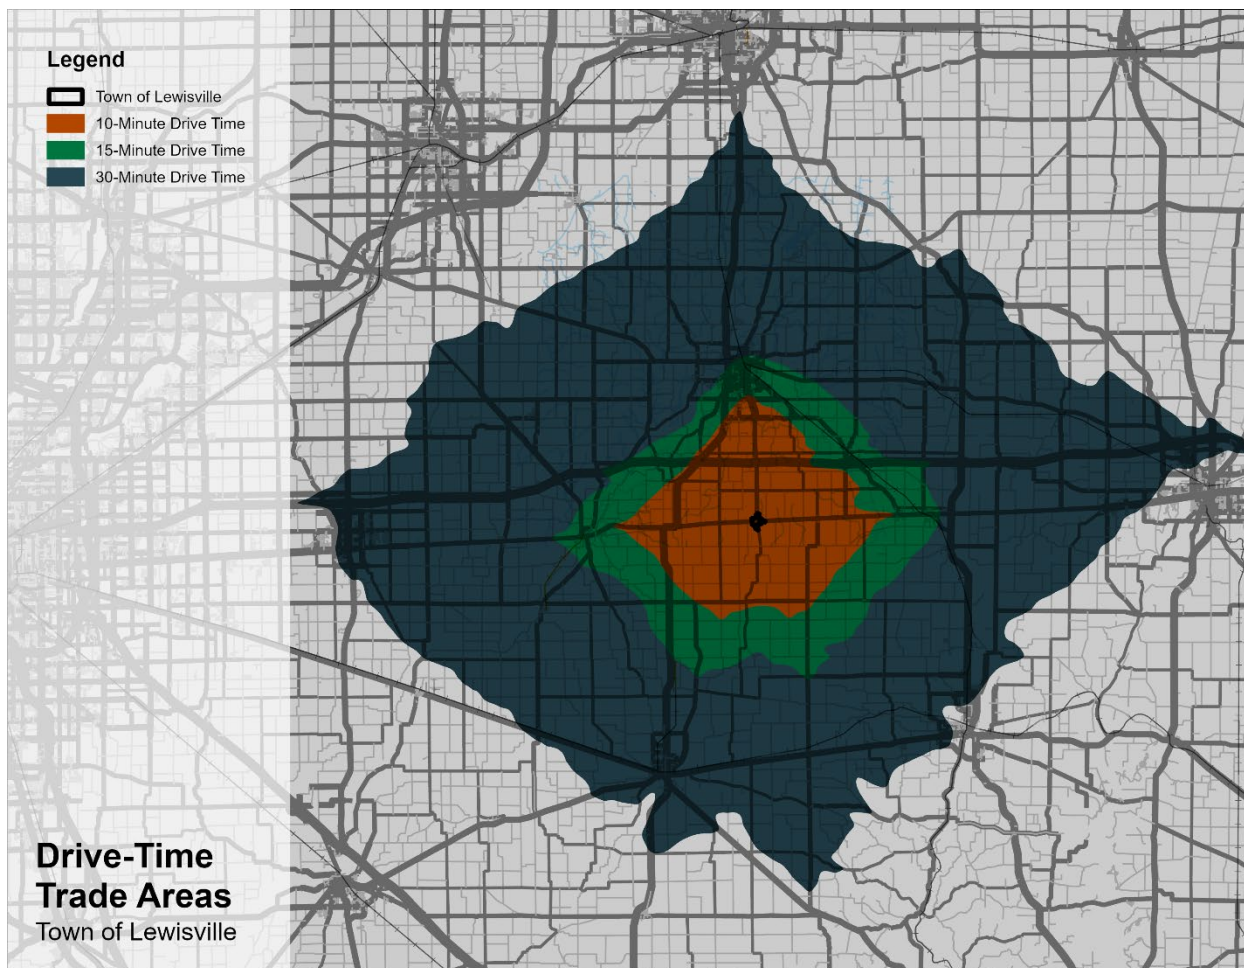 Legend
Town of Lewisville
10-Minute Drive Time
15-Minute Drive Time
30-Minute Drive Time
Drive-Time
Trade Areas
Town of Lewisville